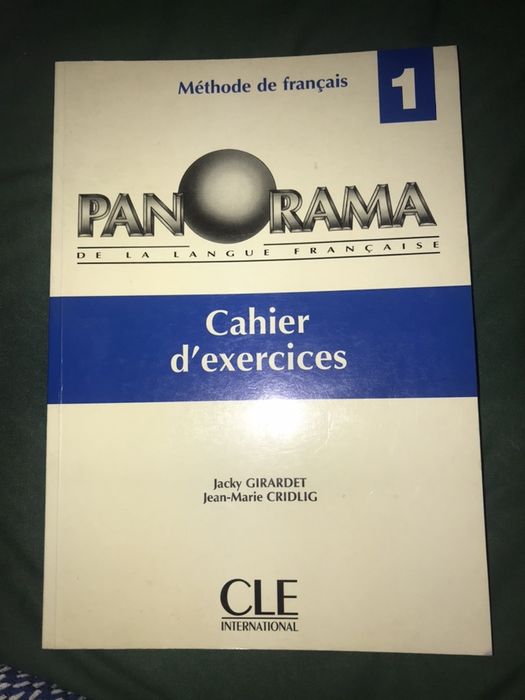 Méthode de français
1
PANORAMA
DE LA LANGUE FRANÇAISE
Cahier
d'exercices
Jacky GIRARDET
Jean-Marie CRIDLIG
CLE
INTERNATIONAL